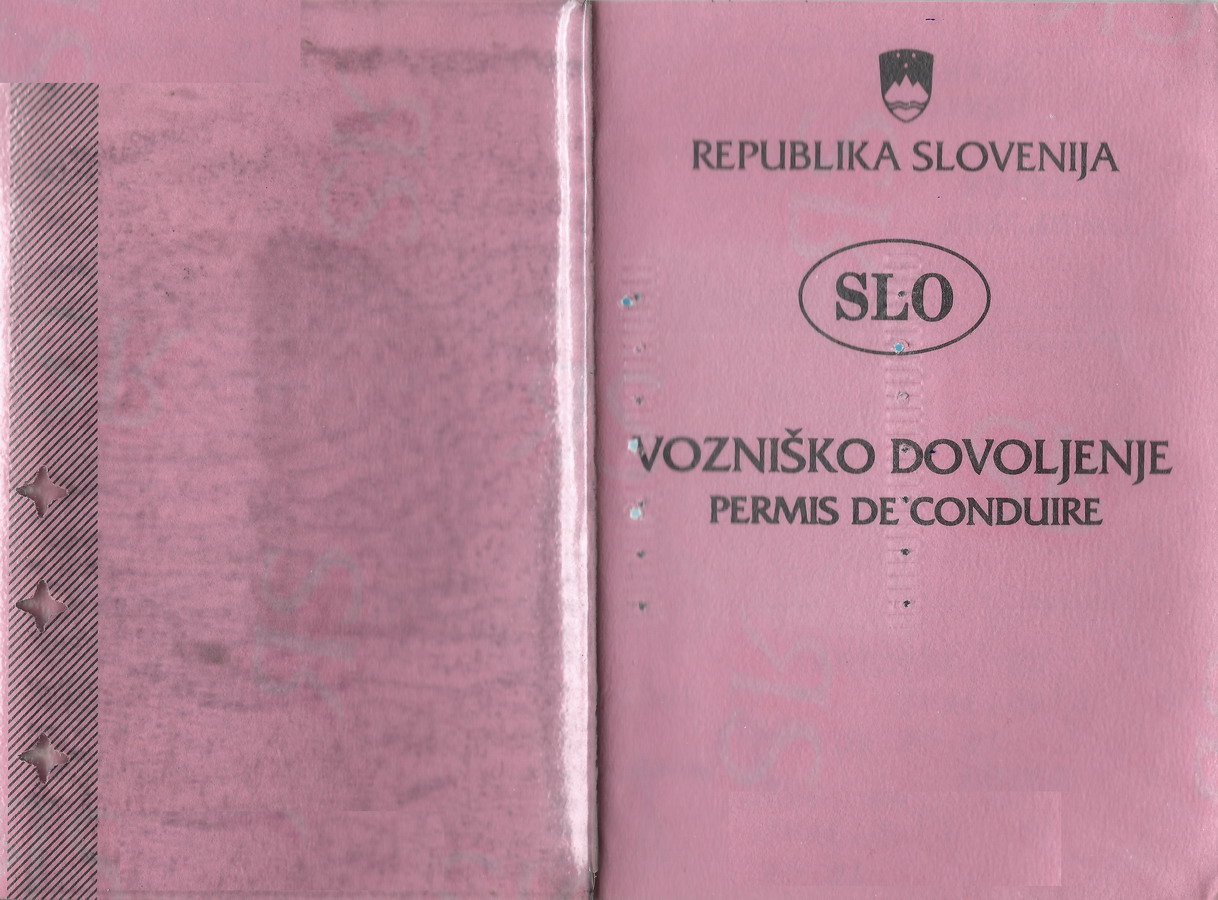 REPUBLIKA SLOVENIJA
SLO
VOZNIŠKO DOVOLJENJE
PERMIS DE CONDUIRE